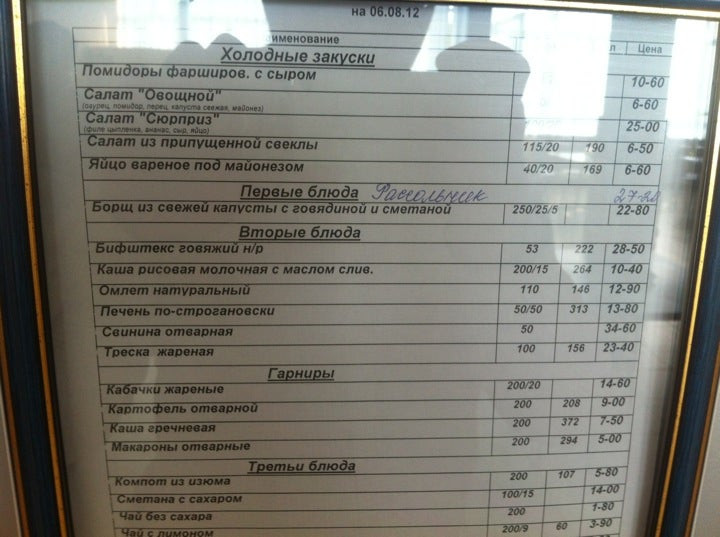 на 06.08.12
именование л Цена
Холодные закуски
Помидоры фарширов. с сыром 10-60
Салат "Овощной" 6-60
(огурец, помидор, перец, капуста свежая, майонез)
Салат "Сюрприз" 25-00
(филе цыпленка, ананас, сыр, яйцо)
Салат из припущенной свеклы 115/20 190 6-50
Яйцо вареное под майонезом 40/20 169 6-60
Первые блюда Рассольник 27-20
Борщ из свежей капусты с говядиной и сметаной 250/25/5 22-80
Вторые блюда
Бифштекс говяжий н/р 53 222 28-50
Каша рисовая молочная с маслом слив. 200/15 264 10-40
Омлет натуральный 110 146 12-90
Печень по-строгановски 50/50 313 13-80
Свинина отварная 50 34-60
Треска жареная 100 156 23-40
Гарниры
Кабачки жареные 200/20 14-60
Картофель отварной 200 208 9-00
Каша гречневая 200 372 7-50
Макароны отварные 200 294 5-00
Третьи блюда
Компот из изюма 200 107 5-80
Сметана с сахаром 100/15 14-00
Чай без сахара 200 1-80
Чай с лимоном 200/9 60 3-90